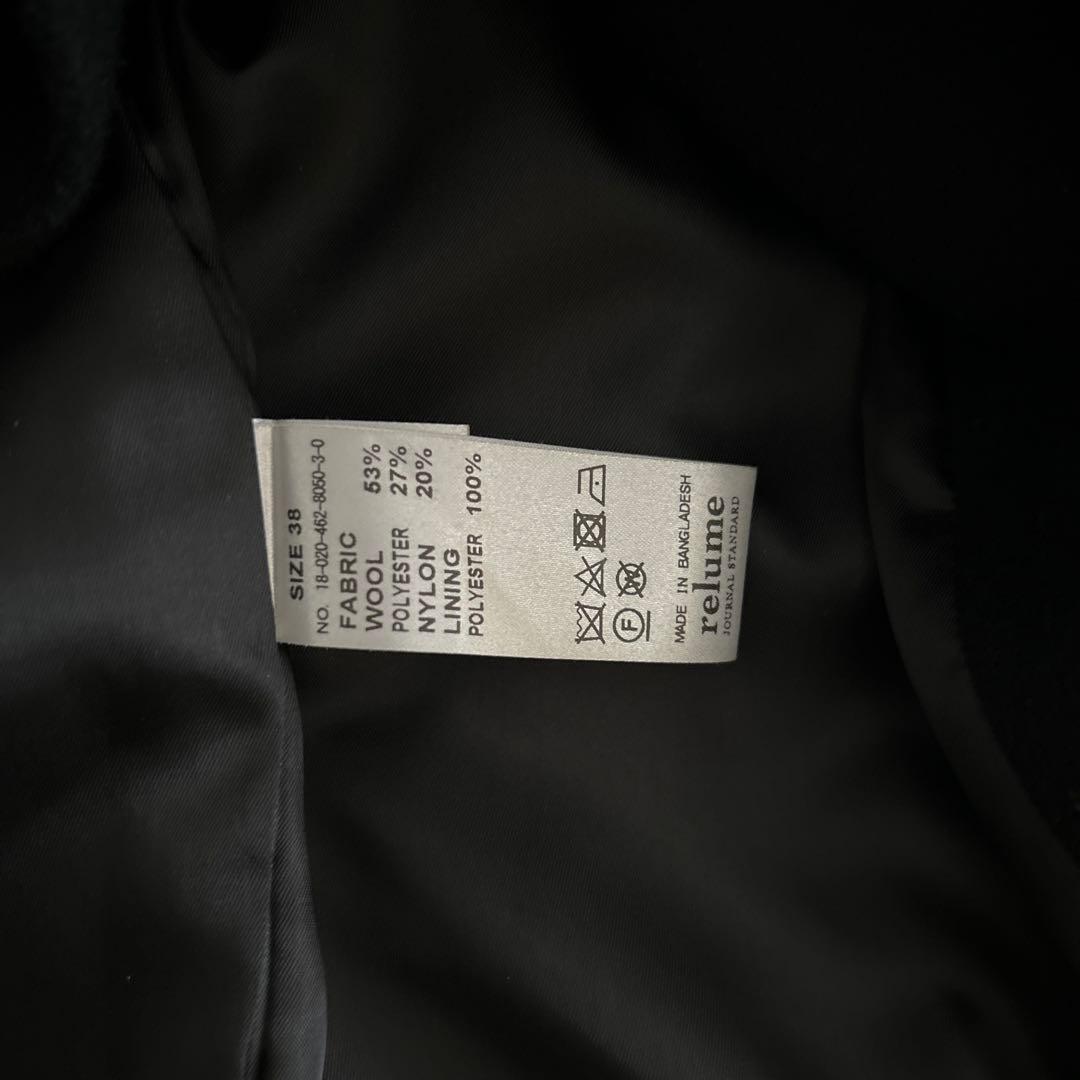 SIZE 38
NO. 18-020-462-8050-3-0
FABRIC
WOOL 53%
POLYESTER 27%
NYLON 20%
LINING
POLYESTER 100%
F W
MADE IN BANGLADESH
relume
JOURNAL STANDARD